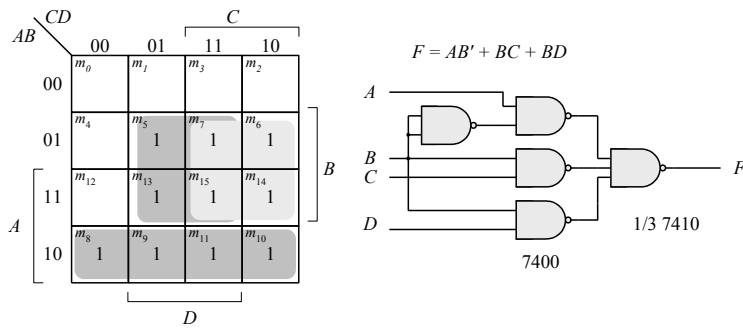 CD
C
AB
00 01 11 10
00 m0 m1 m3 m2
01 m4 m5 1 m7 1 m6 1
B
11 m12 m13 1 m15 1 m14 1
A
10 m8 1 m9 1 m11 1 m10 1
D
F = AB′ + BC + BD
A
B
C
D
F
1/3 7410
7400